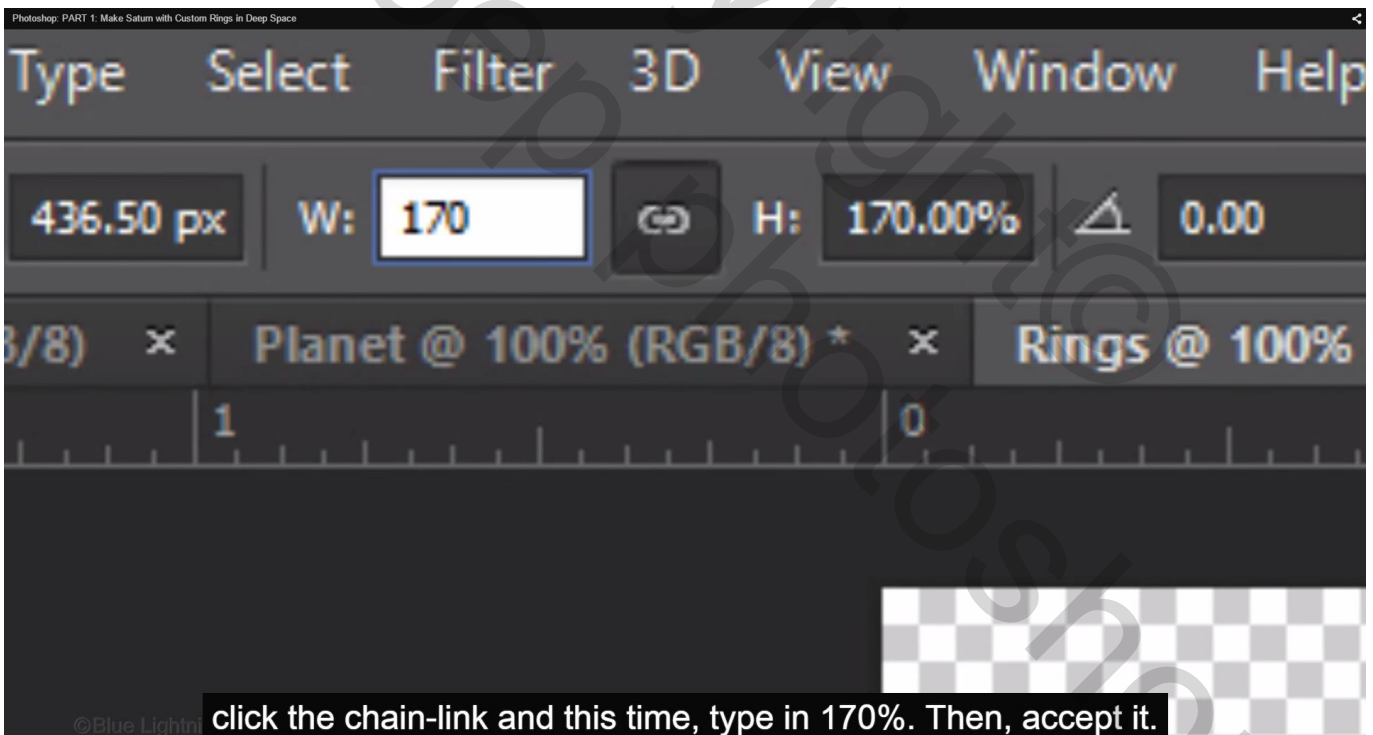 Photoshop: PART 1: Make Saturn with Custom Rings in Deep Space
Type Select Filter 3D View Window Help
436.50 px W: 170 H: 170.00% 0.00
/8) × Planet @ 100% (RGB/8) * × Rings @ 100%
1 0
click the chain-link and this time, type in 170%. Then, accept it.
©Blue
photosho